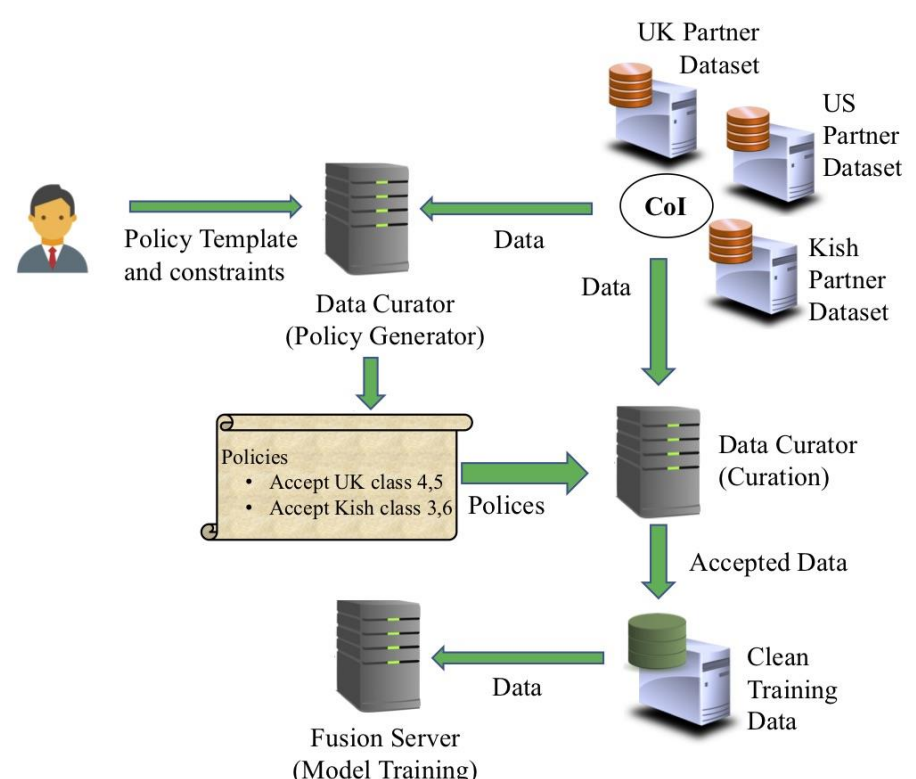 UK Partner
Dataset
US
Partner
Dataset
CoI
Kish
Partner
Dataset
Policy Template
and constraints
Data
Data
Data Curator
(Policy Generator)
Policies
• Accept UK class 4,5
• Accept Kish class 3,6
Polices
Data Curator
(Curation)
Accepted Data
Clean
Training
Data
Data
Fusion Server
(Model Training)